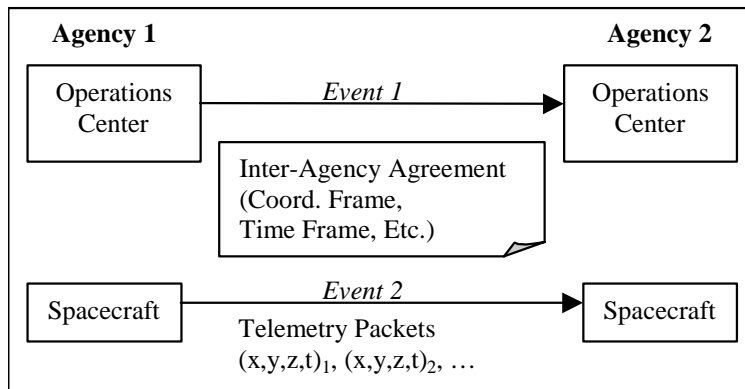 Agency 1
Agency 2
Operations
Center
Event 1
Operations
Center
Inter-Agency Agreement
(Coord. Frame,
Time Frame, Etc.)
Spacecraft
Event 2
Spacecraft
Telemetry Packets
(x,y,z,t)₁, (x,y,z,t)₂, …